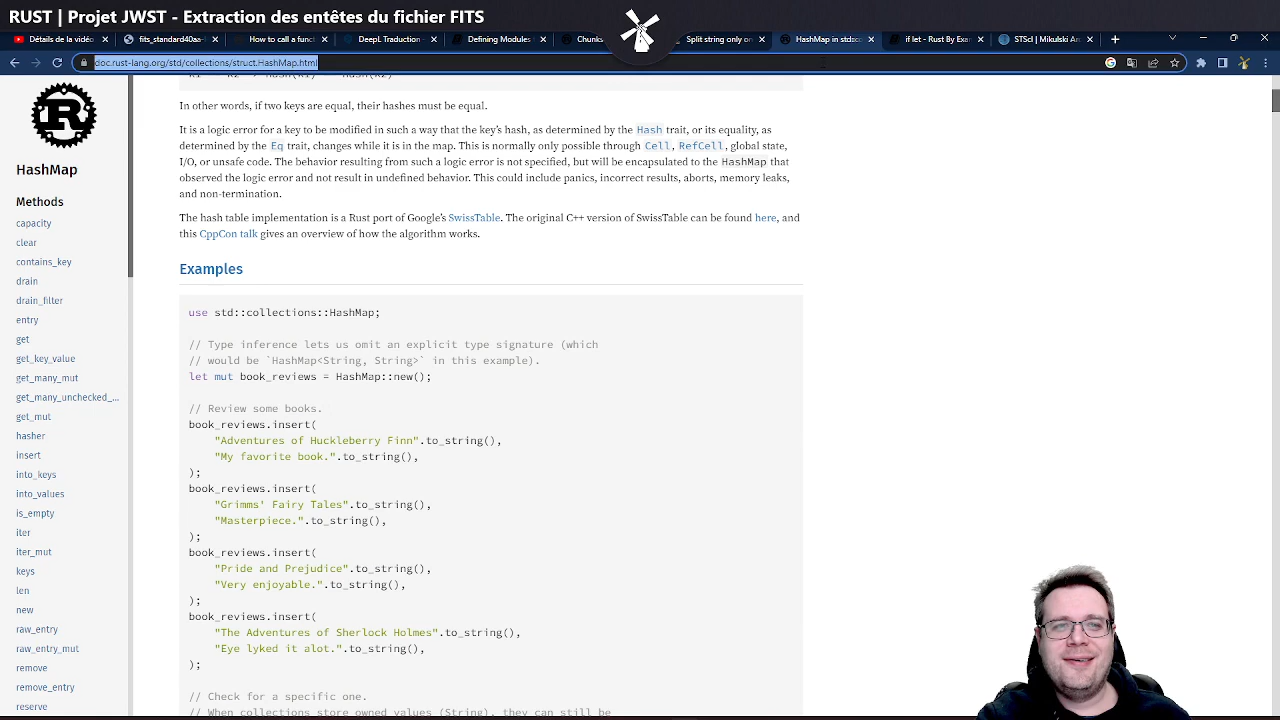 RUST | Projet JWST - Extraction des entêtes du fichier FITS
Détails de la vidéo
fits_standard40aa-l
How to call a funct
DeepL Traduction -
Defining Modules
Chunks
Split string only on
HashMap in std::co
if let - Rust By Exam
STScI | Mikulski Arc
doc.rust-lang.org/std/collections/struct.HashMap.html
HashMap
Methods
capacity
clear
contains_key
drain
drain_filter
entry
get
get_key_value
get_many_mut
get_many_unchecked_...
get_mut
hasher
insert
into_keys
into_values
is_empty
iter
iter_mut
keys
len
new
raw_entry
raw_entry_mut
remove
remove_entry
reserve
In other words, if two keys are equal, their hashes must be equal.
It is a logic error for a key to be modified in such a way that the key's hash, as determined by the Hash trait, or its equality, as
determined by the Eq trait, changes while it is in the map. This is normally only possible through Cell, RefCell, global state,
I/O, or unsafe code. The behavior resulting from such a logic error is not specified, but will be encapsulated to the HashMap that
observed the logic error and not result in undefined behavior. This could include panics, incorrect results, aborts, memory leaks,
and non-termination.
The hash table implementation is a Rust port of Google's SwissTable. The original C++ version of SwissTable can be found here, and
this CppCon talk gives an overview of how the algorithm works.
Examples
use std::collections::HashMap;
// Type inference lets us omit an explicit type signature (which
// would be `HashMap<String, String>` in this example).
let mut book_reviews = HashMap::new();
// Review some books.
book_reviews.insert(
"Adventures of Huckleberry Finn".to_string(),
"My favorite book.".to_string(),
);
book_reviews.insert(
"Grimms' Fairy Tales".to_string(),
"Masterpiece.".to_string(),
);
book_reviews.insert(
"Pride and Prejudice".to_string(),
"Very enjoyable.".to_string(),
);
book_reviews.insert(
"The Adventures of Sherlock Holmes".to_string(),
"Eye lyked it alot.".to_string(),
);
// Check for a specific one.
// When collections store owned values (String), they can still be